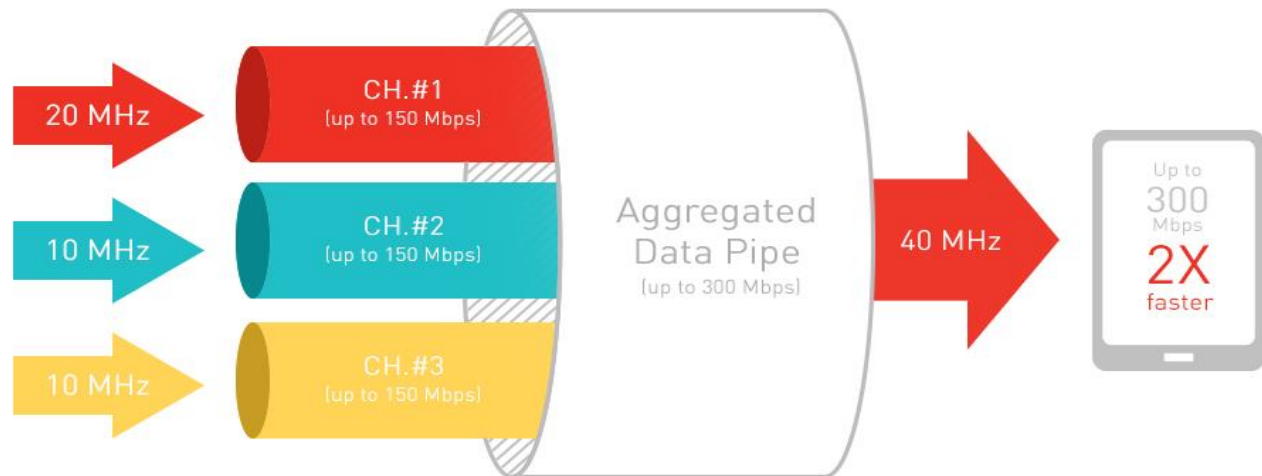 20 MHz
CH.#1
(up to 150 Mbps)
10 MHz
CH.#2
(up to 150 Mbps)
10 MHz
CH.#3
(up to 150 Mbps)
Aggregated
Data Pipe
(up to 300 Mbps)
40 MHz
Up to
300
Mbps
2X
faster